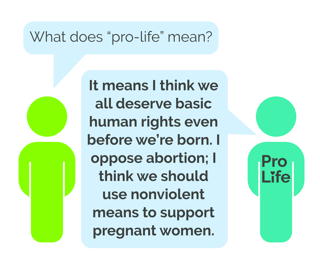 What does “pro-life” mean?
It means I think we
all deserve basic
human rights even
before we’re born. I
oppose abortion; I
think we should
use nonviolent
means to support
pregnant women.
Pro
Life